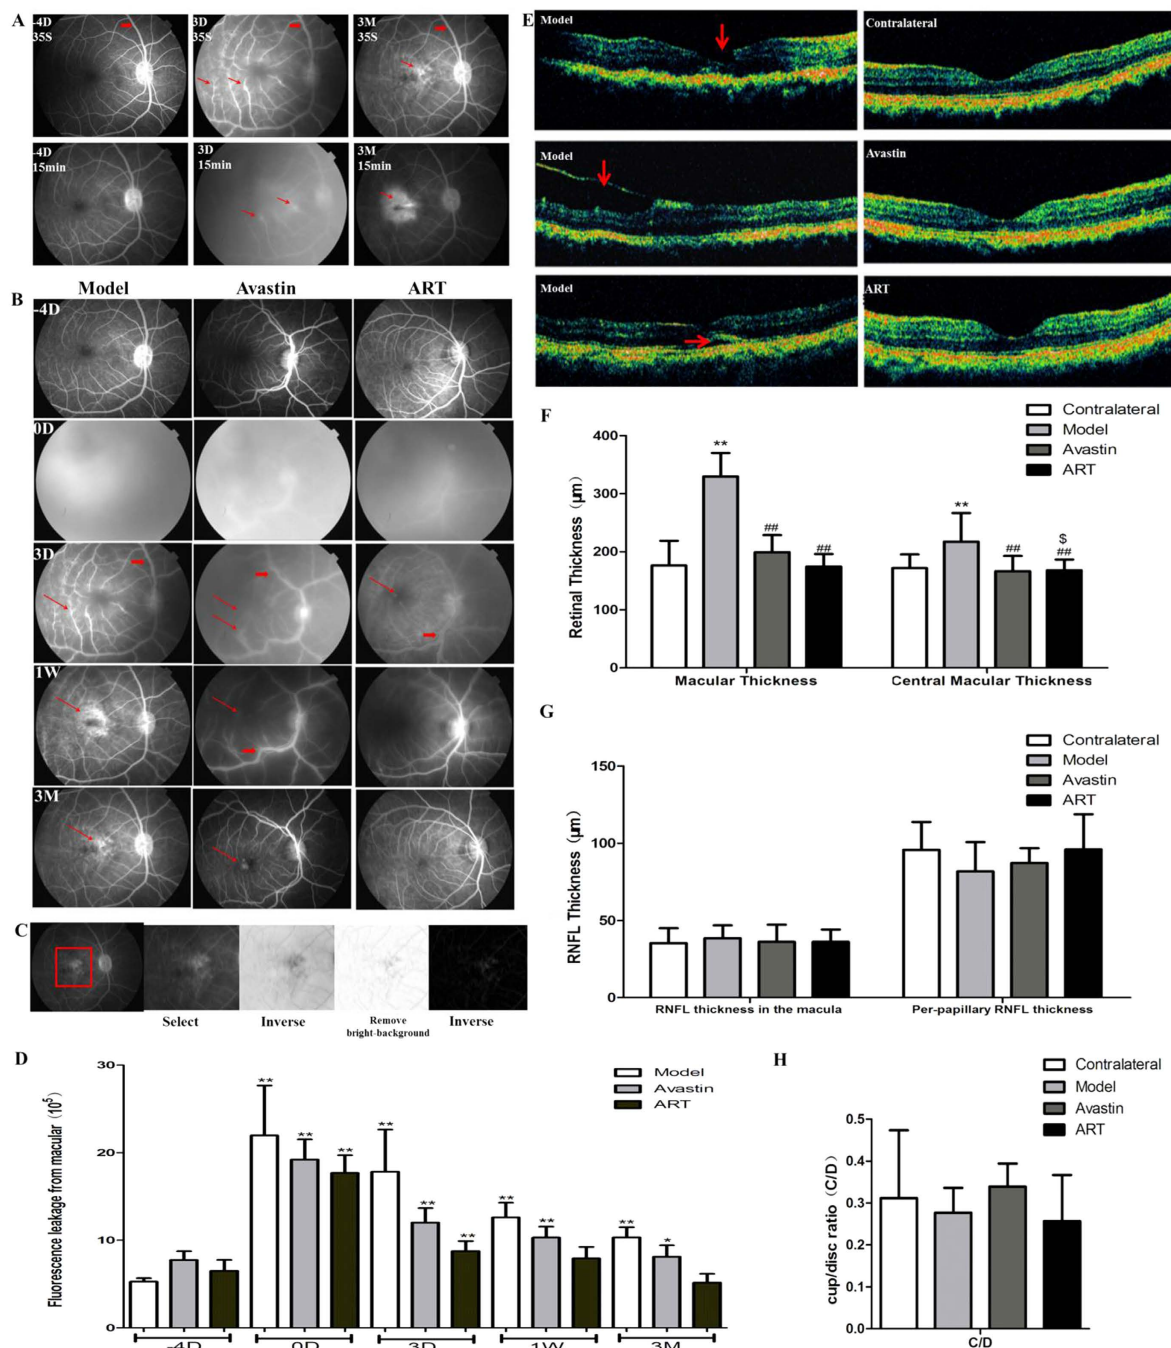 A
-4D
35S
3D
35S
3M
35S
-4D
15min
3D
15min
3M
15min
B
Model
Avastin
ART
-4D
0D
3D
1W
3M
C
Select
Inverse
Remove
bright-background
Inverse
D
Fluorescence leakage from macular (10⁵)
30
20
10
0
**
**
**
**
**
**
**
**
**
*
Model
Avastin
ART
-4D
0D
3D
1W
3M
E
Model
Contralateral
Model
Avastin
Model
ART
F
Retinal Thickness (μm)
400
300
200
100
0
**
##
##
**
##
$
##
Contralateral
Model
Avastin
ART
Macular Thickness
Central Macular Thickness
G
RNFL Thickness (μm)
150
100
50
0
Contralateral
Model
Avastin
ART
RNFL thickness in the macula
Per-papillary RNFL thickness
H
cup/disc ratio (C/D)
0.5
0.4
0.3
0.2
0.1
0.0
Contralateral
Model
Avastin
ART
C/D